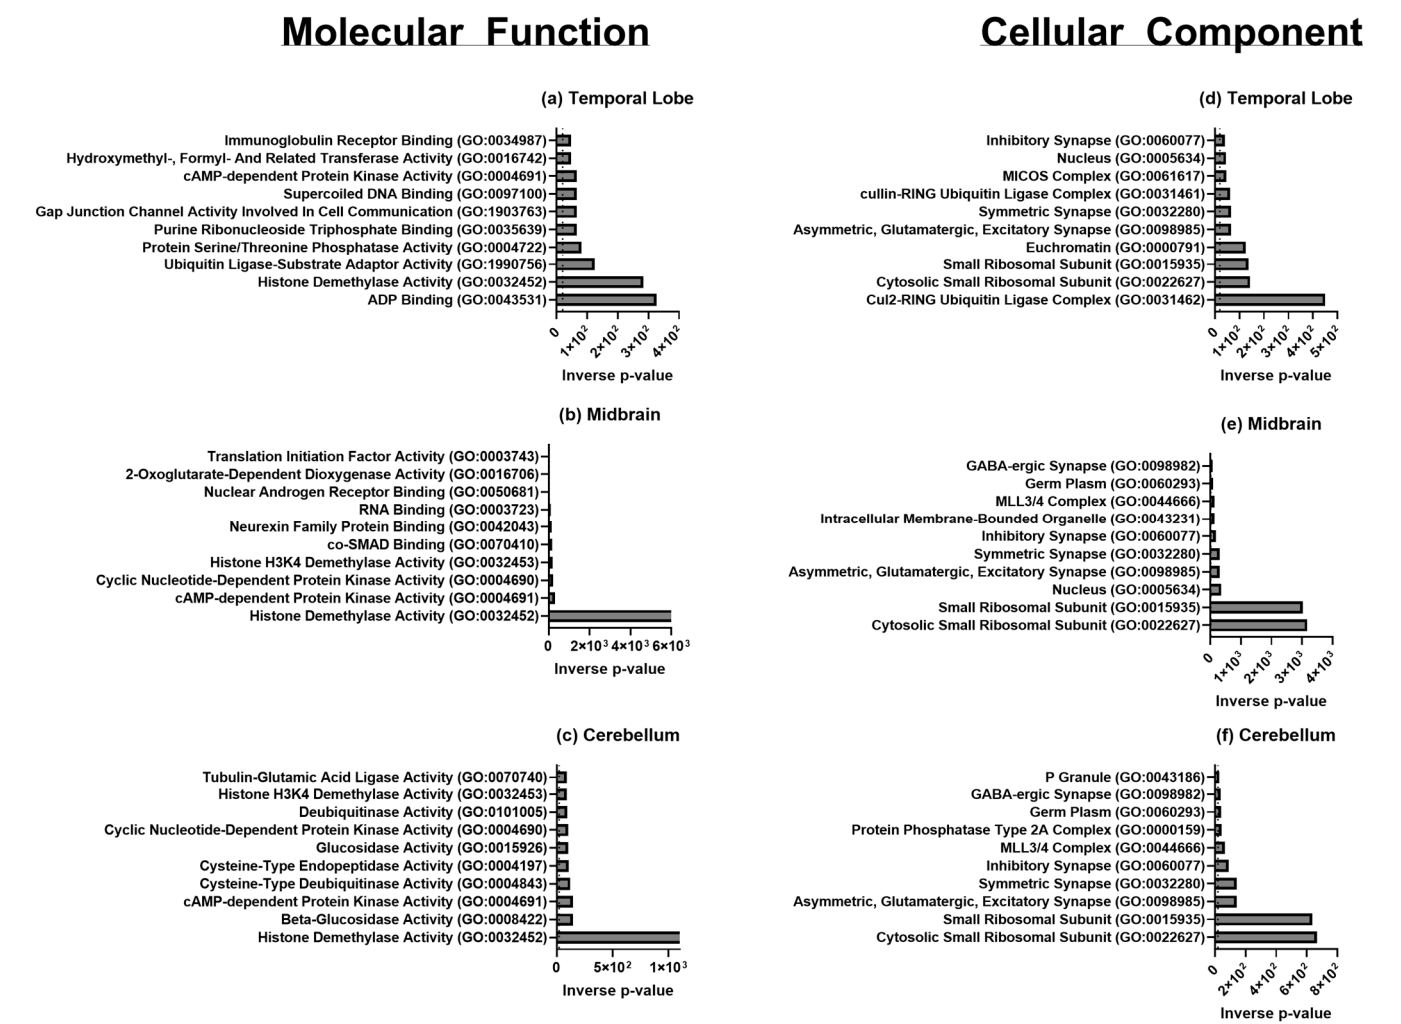 Molecular Function
Cellular Component
(a) Temporal Lobe
Immunoglobulin Receptor Binding (GO:0034987)
Hydroxymethyl-, Formyl- And Related Transferase Activity (GO:0016742)
cAMP-dependent Protein Kinase Activity (GO:0004691)
Supercoiled DNA Binding (GO:0097100)
Gap Junction Channel Activity Involved In Cell Communication (GO:1903763)
Purine Ribonucleoside Triphosphate Binding (GO:0035639)
Protein Serine/Threonine Phosphatase Activity (GO:0004722)
Ubiquitin Ligase-Substrate Adaptor Activity (GO:1990756)
Histone Demethylase Activity (GO:0032452)
ADP Binding (GO:0043531)
0 1×10² 2×10² 3×10² 4×10²
Inverse p-value
(d) Temporal Lobe
Inhibitory Synapse (GO:0060077)
Nucleus (GO:0005634)
MICOS Complex (GO:0061617)
cullin-RING Ubiquitin Ligase Complex (GO:0031461)
Symmetric Synapse (GO:0032280)
Asymmetric, Glutamatergic, Excitatory Synapse (GO:0098985)
Euchromatin (GO:0000791)
Small Ribosomal Subunit (GO:0015935)
Cytosolic Small Ribosomal Subunit (GO:0022627)
Cul2-RING Ubiquitin Ligase Complex (GO:0031462)
0 1×10² 2×10² 3×10² 4×10² 5×10²
Inverse p-value
(b) Midbrain
Translation Initiation Factor Activity (GO:0003743)
2-Oxoglutarate-Dependent Dioxygenase Activity (GO:0016706)
Nuclear Androgen Receptor Binding (GO:0050681)
RNA Binding (GO:0003723)
Neurexin Family Protein Binding (GO:0042043)
co-SMAD Binding (GO:0070410)
Histone H3K4 Demethylase Activity (GO:0032453)
Cyclic Nucleotide-Dependent Protein Kinase Activity (GO:0004690)
cAMP-dependent Protein Kinase Activity (GO:0004691)
Histone Demethylase Activity (GO:0032452)
0 2×10³ 4×10³ 6×10³
Inverse p-value
(e) Midbrain
GABA-ergic Synapse (GO:0098982)
Germ Plasm (GO:0060293)
MLL3/4 Complex (GO:0044666)
Intracellular Membrane-Bounded Organelle (GO:0043231)
Inhibitory Synapse (GO:0060077)
Symmetric Synapse (GO:0032280)
Asymmetric, Glutamatergic, Excitatory Synapse (GO:0098985)
Nucleus (GO:0005634)
Small Ribosomal Subunit (GO:0015935)
Cytosolic Small Ribosomal Subunit (GO:0022627)
0 1×10³ 2×10³ 3×10³ 4×10³
Inverse p-value
(c) Cerebellum
Tubulin-Glutamic Acid Ligase Activity (GO:0070740)
Histone H3K4 Demethylase Activity (GO:0032453)
Deubiquitinase Activity (GO:0101005)
Cyclic Nucleotide-Dependent Protein Kinase Activity (GO:0004690)
Glucosidase Activity (GO:0015926)
Cysteine-Type Endopeptidase Activity (GO:0004197)
Cysteine-Type Deubiquitinase Activity (GO:0004843)
cAMP-dependent Protein Kinase Activity (GO:0004691)
Beta-Glucosidase Activity (GO:0008422)
Histone Demethylase Activity (GO:0032452)
0 5×10² 1×10³
Inverse p-value
(f) Cerebellum
P Granule (GO:0043186)
GABA-ergic Synapse (GO:0098982)
Germ Plasm (GO:0060293)
Protein Phosphatase Type 2A Complex (GO:0000159)
MLL3/4 Complex (GO:0044666)
Inhibitory Synapse (GO:0060077)
Symmetric Synapse (GO:0032280)
Asymmetric, Glutamatergic, Excitatory Synapse (GO:0098985)
Small Ribosomal Subunit (GO:0015935)
Cytosolic Small Ribosomal Subunit (GO:0022627)
0 2×10² 4×10² 6×10² 8×10²
Inverse p-value